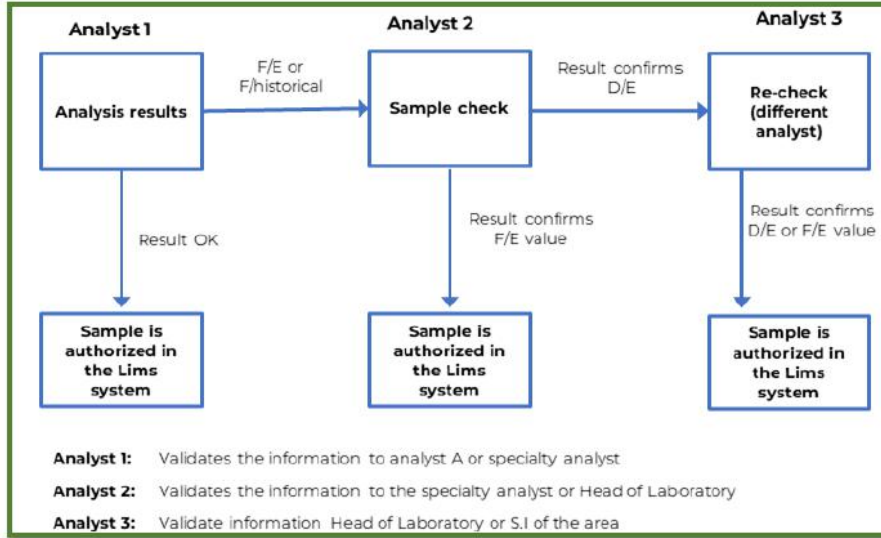 Analyst 1
Analyst 2
Analyst 3
Analysis results
F/E or
F/historical
Sample check
Result confirms
D/E
Re-check
(different
analyst)
Result OK
Result confirms
F/E value
Result confirms
D/E or F/E value
Sample is
authorized in
the Lims
system
Sample is
authorized in
the Lims
system
Sample is
authorized in
the Lims
system
Analyst 1: Validates the information to analyst A or specialty analyst
Analyst 2: Validates the information to the specialty analyst or Head of Laboratory
Analyst 3: Validate information Head of Laboratory or S.I of the area